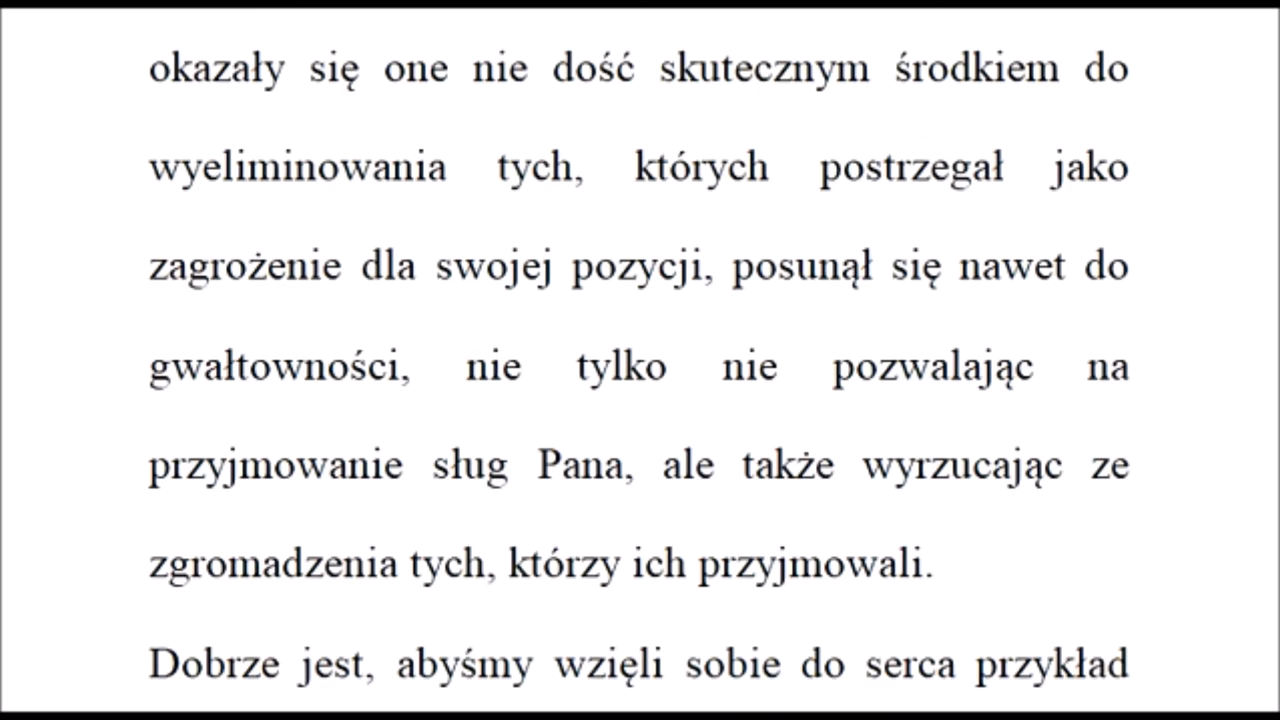 okazały się one nie dość skutecznym środkiem do
wyeliminowania tych, których postrzegał jako
zagrożenie dla swojej pozycji, posunął się nawet do
gwałtowności, nie tylko nie pozwalając na
przyjmowanie sług Pana, ale także wyrzucając ze
zgromadzenia tych, którzy ich przyjmowali.
Dobrze jest, abyśmy wzięli sobie do serca przykład